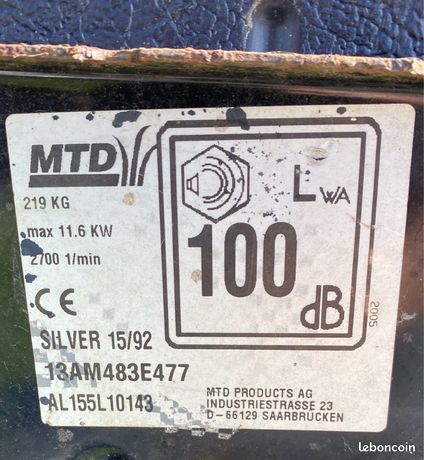 MTD
219 KG
max 11.6 KW
2700 1/min
LWA
100
dB
2005
CE
SILVER 15/92
13AM483E477
AL155L10143
MTD PRODUCTS AG
INDUSTRIESTRASSE 23
D-66129 SAARBRUCKEN
leboncoin